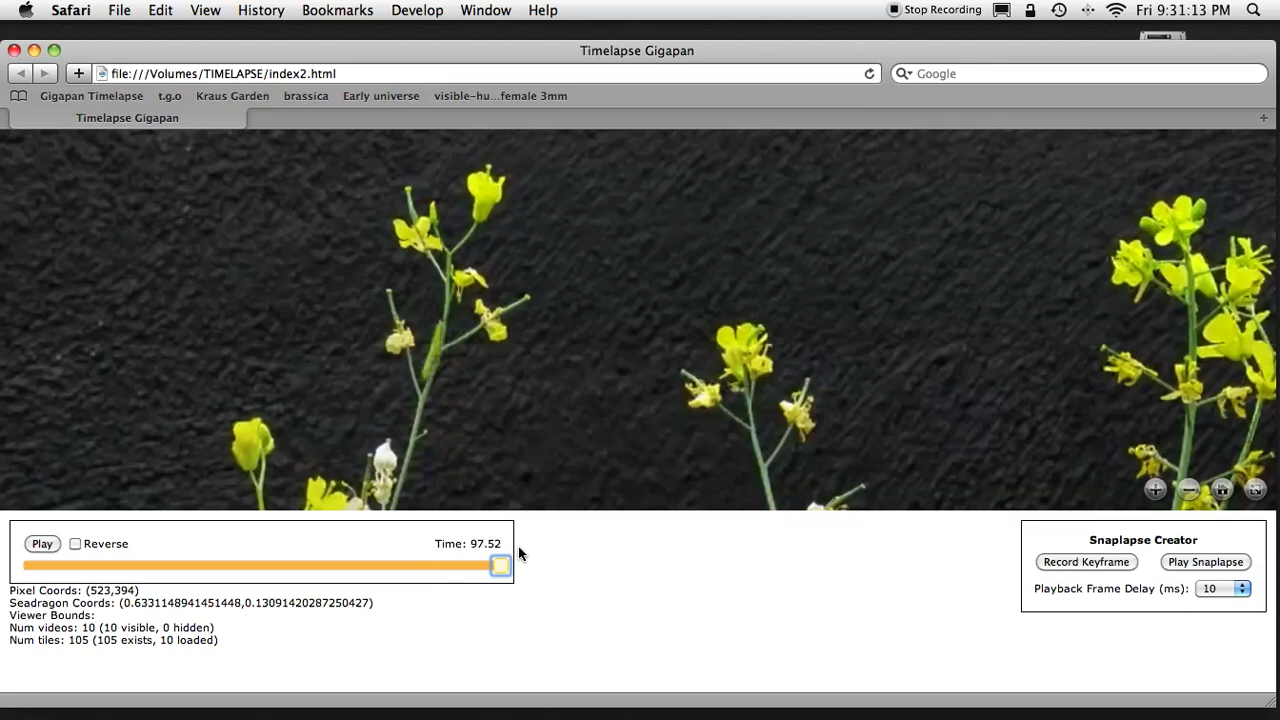 Safari File Edit View History Bookmarks Develop Window Help Stop Recording Fri 9:31:13 PM
Timelapse Gigapan
file:///Volumes/TIMELAPSE/index2.html Google
Gigapan Timelapse t.g.o Kraus Garden brassica Early universe visible-hu...female 3mm
Timelapse Gigapan
Play Reverse Time: 97.52
Pixel Coords: (523,394)
Seadragon Coords: (0.6331148941451448,0.13091420287250427)
Viewer Bounds:
Num videos: 10 (10 visible, 0 hidden)
Num tiles: 105 (105 exists, 10 loaded)
Snaplapse Creator
Record Keyframe Play Snaplapse
Playback Frame Delay (ms): 10